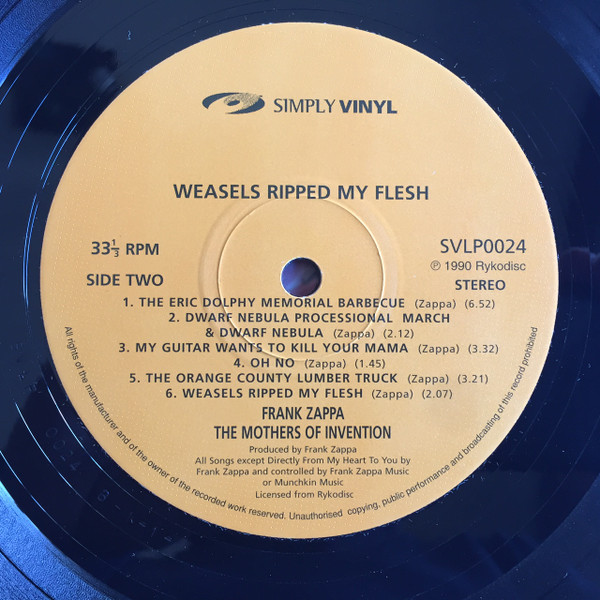 SIMPLY VINYL
WEASELS RIPPED MY FLESH
33⅓ RPM
SVLP0024
℗ 1990 Rykodisc
SIDE TWO
STEREO
1. THE ERIC DOLPHY MEMORIAL BARBECUE (Zappa) (6.52)
2. DWARF NEBULA PROCESSIONAL MARCH
& DWARF NEBULA (Zappa) (2.12)
3. MY GUITAR WANTS TO KILL YOUR MAMA (Zappa) (3.32)
4. OH NO (Zappa) (1.45)
5. THE ORANGE COUNTY LUMBER TRUCK (Zappa) (3.21)
6. WEASELS RIPPED MY FLESH (Zappa) (2.07)
FRANK ZAPPA
THE MOTHERS OF INVENTION
Produced by Frank Zappa
All Songs except Directly From My Heart To You by
Frank Zappa and controlled by Frank Zappa Music
or Munchkin Music
Licensed from Rykodisc
All rights of the manufacturer and of the owner of the recorded work reserved. Unauthorised copying, public performance and broadcasting of this record prohibited